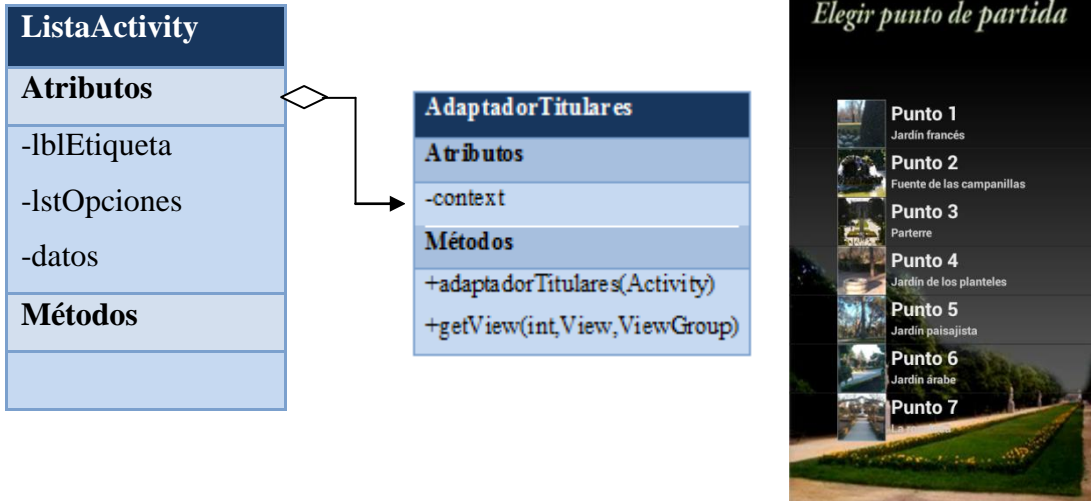 ListaActivity
Atributos
-lblEtiqueta
-lstOpciones
-datos
Métodos
AdaptadorTitulares
Atributos
-context
Métodos
+adaptadorTitulares(Activity)
+getView(int,View,ViewGroup)
Elegir punto de partida
Punto 1
Jardín francés
Punto 2
Fuente de las campanillas
Punto 3
Parterre
Punto 4
Jardín de los planteles
Punto 5
Jardín paisajista
Punto 6
Jardín árabe
Punto 7
La